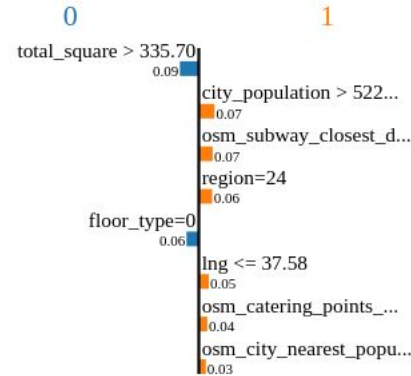 0 1
total_square > 335.70
0.09
city_population > 522...
0.07
osm_subway_closest_d...
0.07
region=24
0.06
floor_type=0
0.06
lng <= 37.58
0.05
osm_catering_points_...
0.04
osm_city_nearest_popu...
0.03